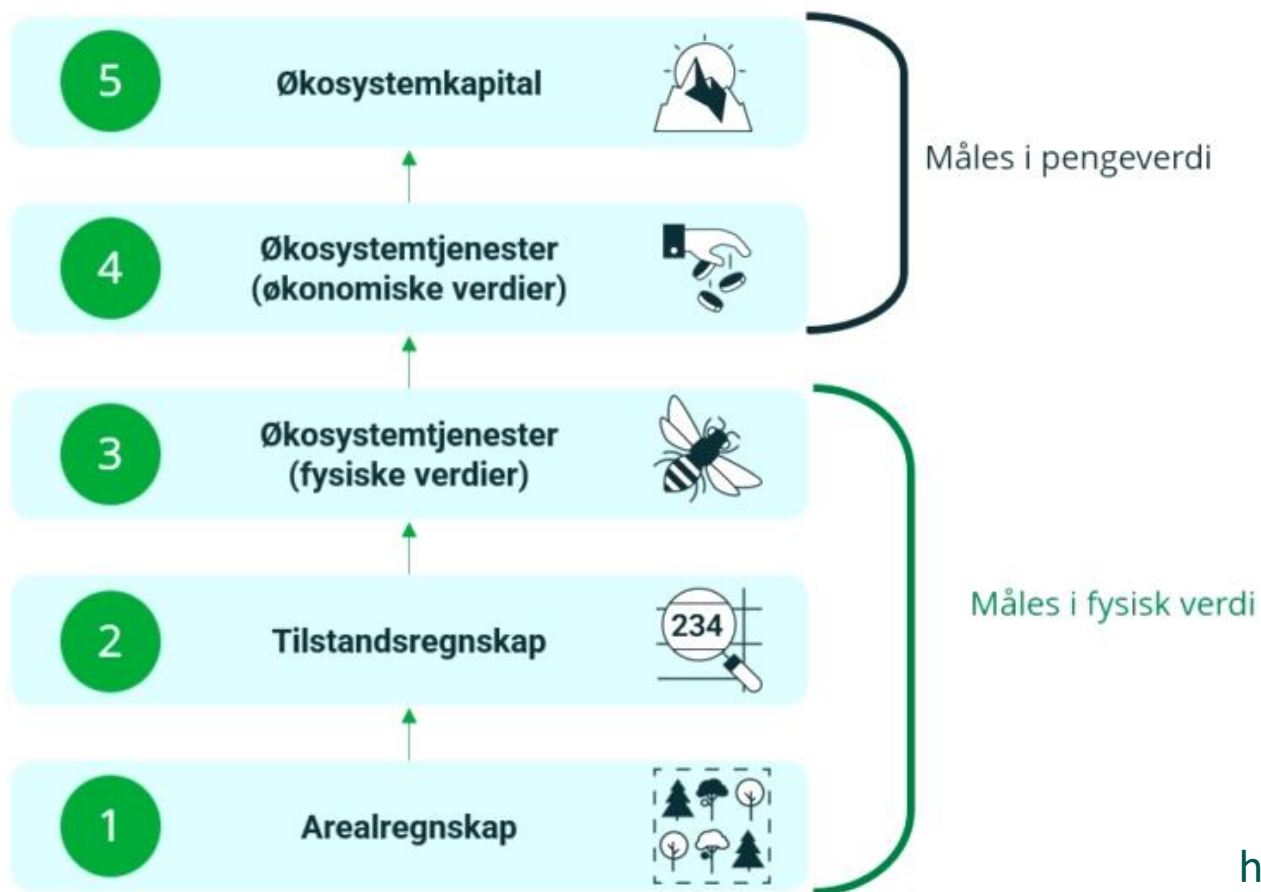 5
Økosystemkapital
Måles i pengeverdi
4
Økosystemtjenester
(økonomiske verdier)
3
Økosystemtjenester
(fysiske verdier)
Måles i fysisk verdi
2
Tilstandsregnskap
234
1
Arealregnskap
h